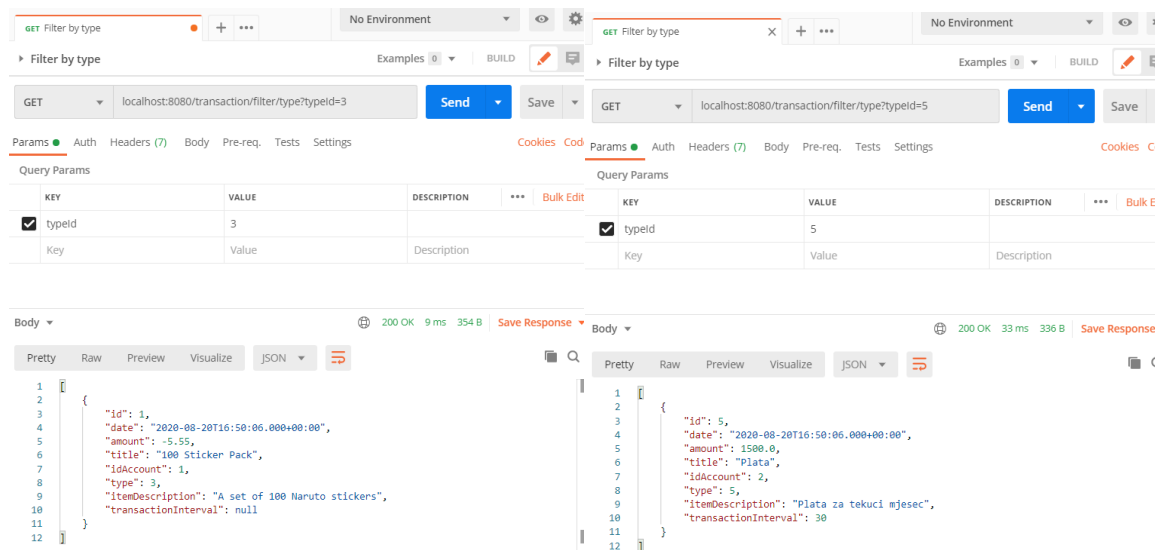 GET Filter by type
+ •••
No Environment
Filter by type
Examples 0
BUILD
GET
localhost:8080/transaction/filter/type?typeId=3
Send
Save
Params Auth Headers (7) Body Pre-req. Tests Settings
Cookies Cod
Query Params
KEY VALUE DESCRIPTION ••• Bulk Edit
typeId 3
Key Value Description
Body
200 OK 9 ms 354 B Save Response
Pretty Raw Preview Visualize JSON
1 [
2 {
3 "id": 1,
4 "date": "2020-08-20T16:50:06.000+00:00",
5 "amount": -5.55,
6 "title": "100 Sticker Pack",
7 "idAccount": 1,
8 "type": 3,
9 "itemDescription": "A set of 100 Naruto stickers",
10 "transactionInterval": null
11 }
12 ]
GET Filter by type
X + •••
No Environment
Filter by type
Examples 0
BUILD
GET
localhost:8080/transaction/filter/type?typeId=5
Send
Save
Params Auth Headers (7) Body Pre-req. Tests Settings
Cookies C
Query Params
KEY VALUE DESCRIPTION ••• Bulk E
typeId 5
Key Value Description
Body
200 OK 33 ms 336 B Save Response
Pretty Raw Preview Visualize JSON
1 [
2 {
3 "id": 5,
4 "date": "2020-08-20T16:50:06.000+00:00",
5 "amount": 1500.0,
6 "title": "Plata",
7 "idAccount": 2,
8 "type": 5,
9 "itemDescription": "Plata za tekuci mjesec",
10 "transactionInterval": 30
11 }
12 ]